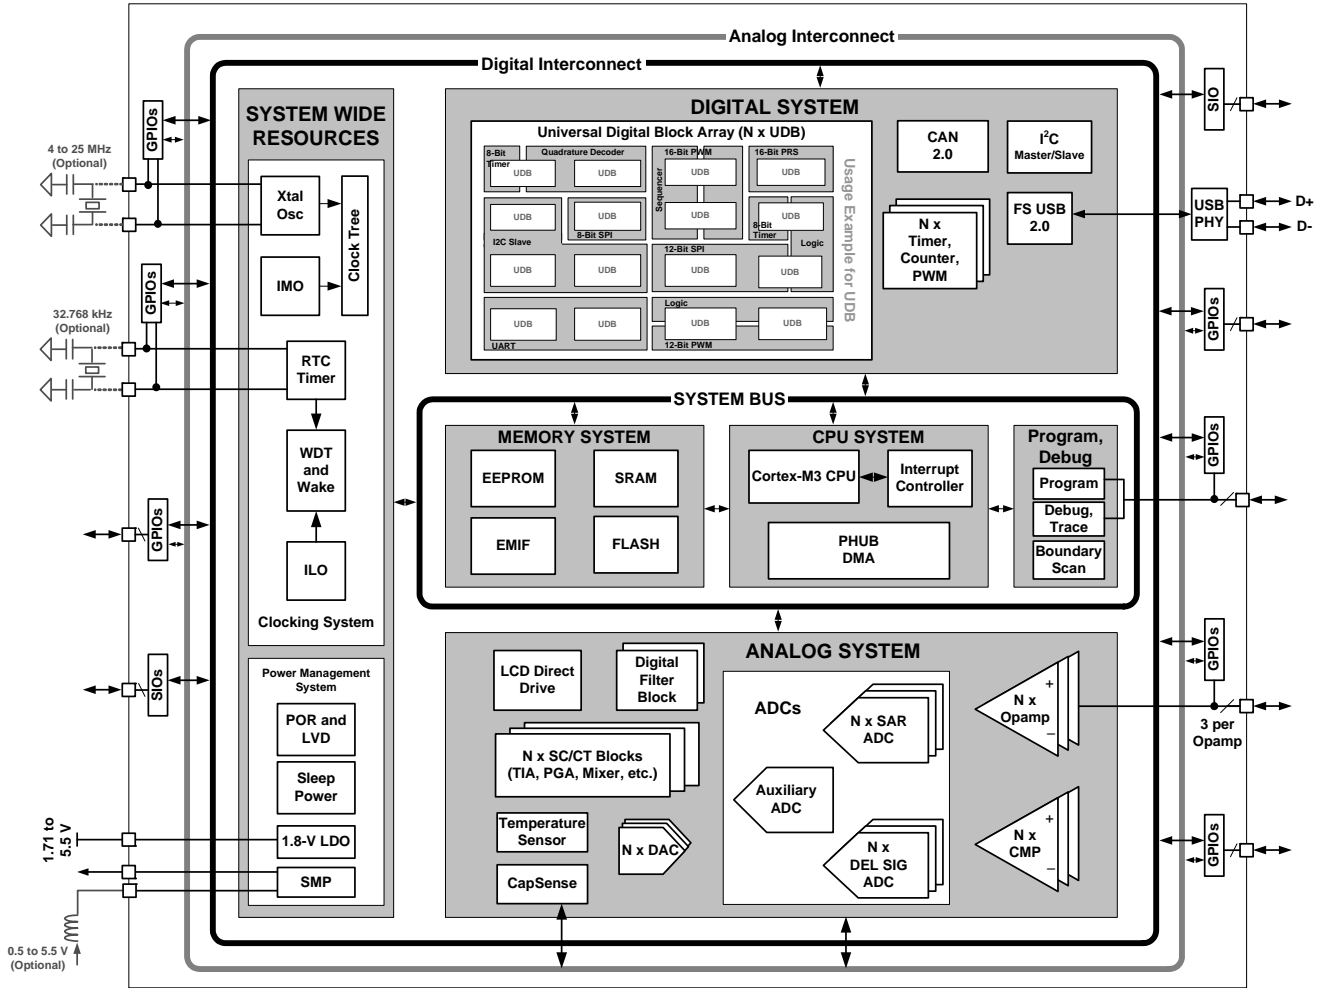 Analog Interconnect
Digital Interconnect
SYSTEM WIDE
RESOURCES
Xtal
Osc
Clock Tree
IMO
RTC
Timer
WDT
and
Wake
ILO
Clocking System
Power Management
System
POR and
LVD
Sleep
Power
1.8-V LDO
SMP
4 to 25 MHz
(Optional)
GPIOs
32.768 kHz
(Optional)
GPIOs
GPIOs
SIOs
1.71 to
5.5 V
0.5 to 5.5 V
(Optional)
DIGITAL SYSTEM
Universal Digital Block Array (N x UDB)
8-Bit
Timer
Quadrature Decoder
16-Bit PWM
16-Bit PRS
UDB
UDB
UDB
UDB
Sequencer
UDB
UDB
UDB
UDB
I2C Slave
8-Bit SPI
8-Bit
Timer
Logic
12-Bit SPI
UDB
UDB
UDB
UDB
Logic
UDB
UDB
UDB
UDB
UART
12-Bit PWM
Usage Example for UDB
CAN
2.0
I2C
Master/Slave
N x
Timer,
Counter,
PWM
FS USB
2.0
SYSTEM BUS
MEMORY SYSTEM
EEPROM
SRAM
EMIF
FLASH
CPU SYSTEM
Cortex-M3 CPU
Interrupt
Controller
PHUB
DMA
Program,
Debug
Program
Debug,
Trace
Boundary
Scan
ANALOG SYSTEM
LCD Direct
Drive
Digital
Filter
Block
N x SC/CT Blocks
(TIA, PGA, Mixer, etc.)
Temperature
Sensor
N x DAC
CapSense
ADCs
N x SAR
ADC
Auxiliary
ADC
N x
DEL SIG
ADC
+
N x
Opamp
–
+
N x
CMP
–
SIO
USB
PHY
D+
D-
GPIOs
GPIOs
GPIOs
3 per
Opamp
GPIOs